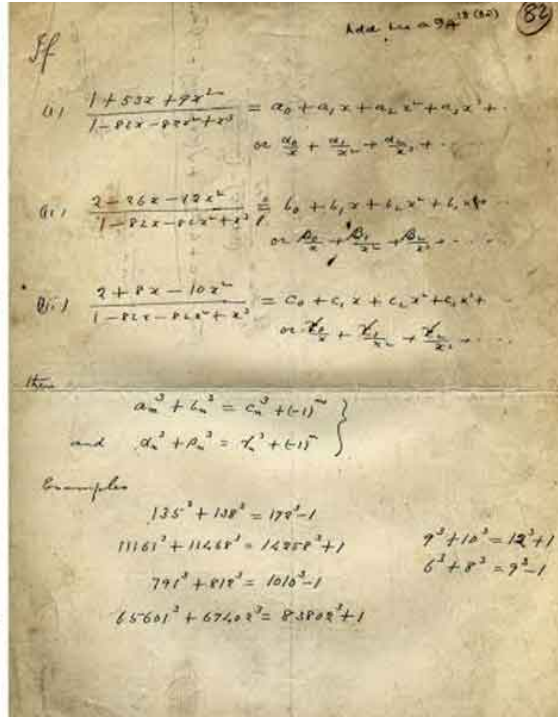 82
If
(i) (1 + 53x + 9x²)/(1 − 82x − 82x² + x³) = a₀ + a₁x + a₂x² + a₃x³ + ··
or α₀/x + α₁/x² + α₂/x³ + ···
(ii) (2 − 26x − 12x²)/(1 − 82x − 82x² + x³) = b₀ + b₁x + b₂x² + b₃x³ + ··
or β₀/x + β₁/x² + β₂/x³ + ····
(iii) (2 + 8x − 10x²)/(1 − 82x − 82x² + x³) = c₀ + c₁x + c₂x² + c₃x³ + ··
or γ₀/x + γ₁/x² + γ₂/x³ + ····
then
aₙ³ + bₙ³ = cₙ³ + (−1)ⁿ }
and αₙ³ + βₙ³ = γₙ³ + (−1)ⁿ
Examples
135³ + 138³ = 172³ − 1
11161³ + 11468³ = 14258³ + 1
791³ + 812³ = 1010³ − 1
65601³ + 67402³ = 83802³ + 1
9³ + 10³ = 12³ + 1
6³ + 8³ = 9³ − 1